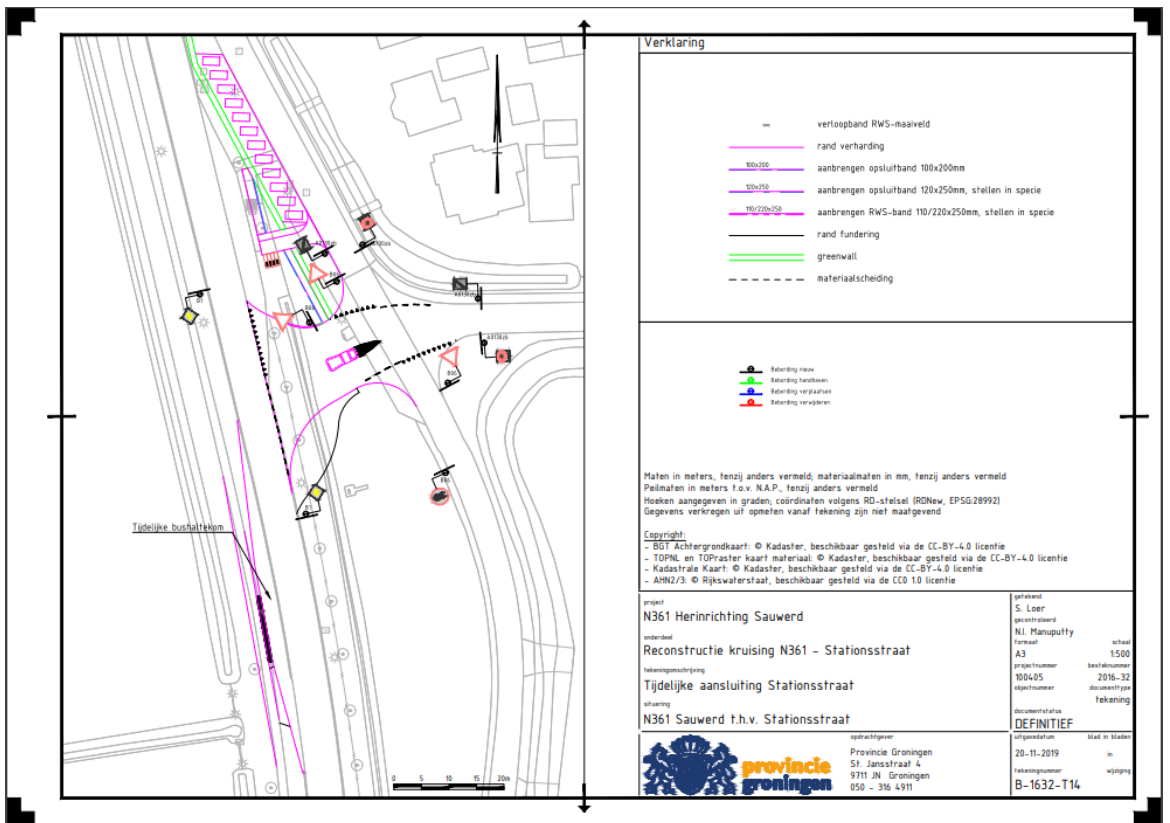 Verklaring
verloopband RWS-maaiveld
rand verharding
100x200
aanbrengen opsluitband 100x200mm
120x250
aanbrengen opsluitband 120x250mm, stellen in specie
110/220x250
aanbrengen RWS-band 110/220x250mm, stellen in specie
rand fundering
greenwall
materiaalscheiding
Bebording nieuw
Bebording handhaven
Bebording verplaatsen
Bebording verwijderen
Maten in meters, tenzij anders vermeld; materiaalmaten in mm, tenzij anders vermeld
Peilmaten in meters t.o.v. N.A.P., tenzij anders vermeld
Hoeken aangegeven in graden; coördinaten volgens RD-stelsel (RDNew, EPSG:28992)
Gegevens verkregen uit opmeten vanaf tekening zijn niet maatgevend
Copyright:
- BGT Achtergrondkaart: © Kadaster, beschikbaar gesteld via de CC-BY-4.0 licentie
- TOPNL en TOPraster kaart materiaal: © Kadaster, beschikbaar gesteld via de CC-BY-4.0 licentie
- Kadastrale Kaart: © Kadaster, beschikbaar gesteld via de CC-BY-4.0 licentie
- AHN2/3: © Rijkswaterstaat, beschikbaar gesteld via de CC0 1.0 licentie
project
N361 Herinrichting Sauwerd
onderdeel
Reconstructie kruising N361 - Stationsstraat
tekeningomschrijving
Tijdelijke aansluiting Stationsstraat
situering
N361 Sauwerd t.h.v. Stationsstraat
getekend
S. Loer
gecontroleerd
N.I. Manuputty
formaat schaal
A3 1:500
projectnummer besteknummer
100405 2016-32
objectnummer documenttype
tekening
documentstatus
DEFINITIEF
uitgavedatum blad in bladen
20-11-2019 in
tekeningnummer wijziging
B-1632-T14
provincie
groningen
opdrachtgever
Provincie Groningen
St. Jansstraat 4
9711 JN Groningen
050 - 316 4911
Tijdelijke bushaltekom
B1
B1
B06
A0130zb
A0130zb
0 5 10 15 20m